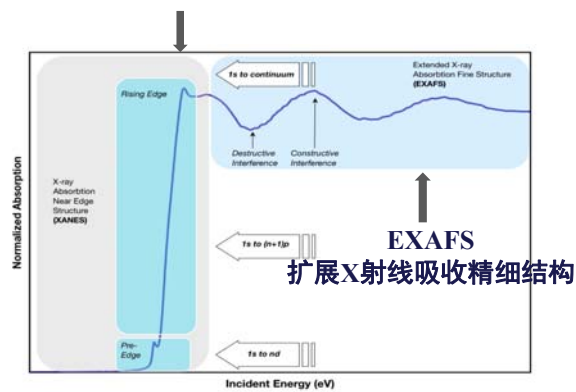 1s to continuum
Extended X-ray
Absorbtion Fine Structure
(EXAFS)
Rising Edge
Destructive
Interference
Constructive
Interference
X-ray
Absorbtion
Near Edge
Structure
(XANES)
Normalized Absorption
1s to (n+1)p
EXAFS
扩展X射线吸收精细结构
Pre-
Edge
1s to nd
Incident Energy (eV)